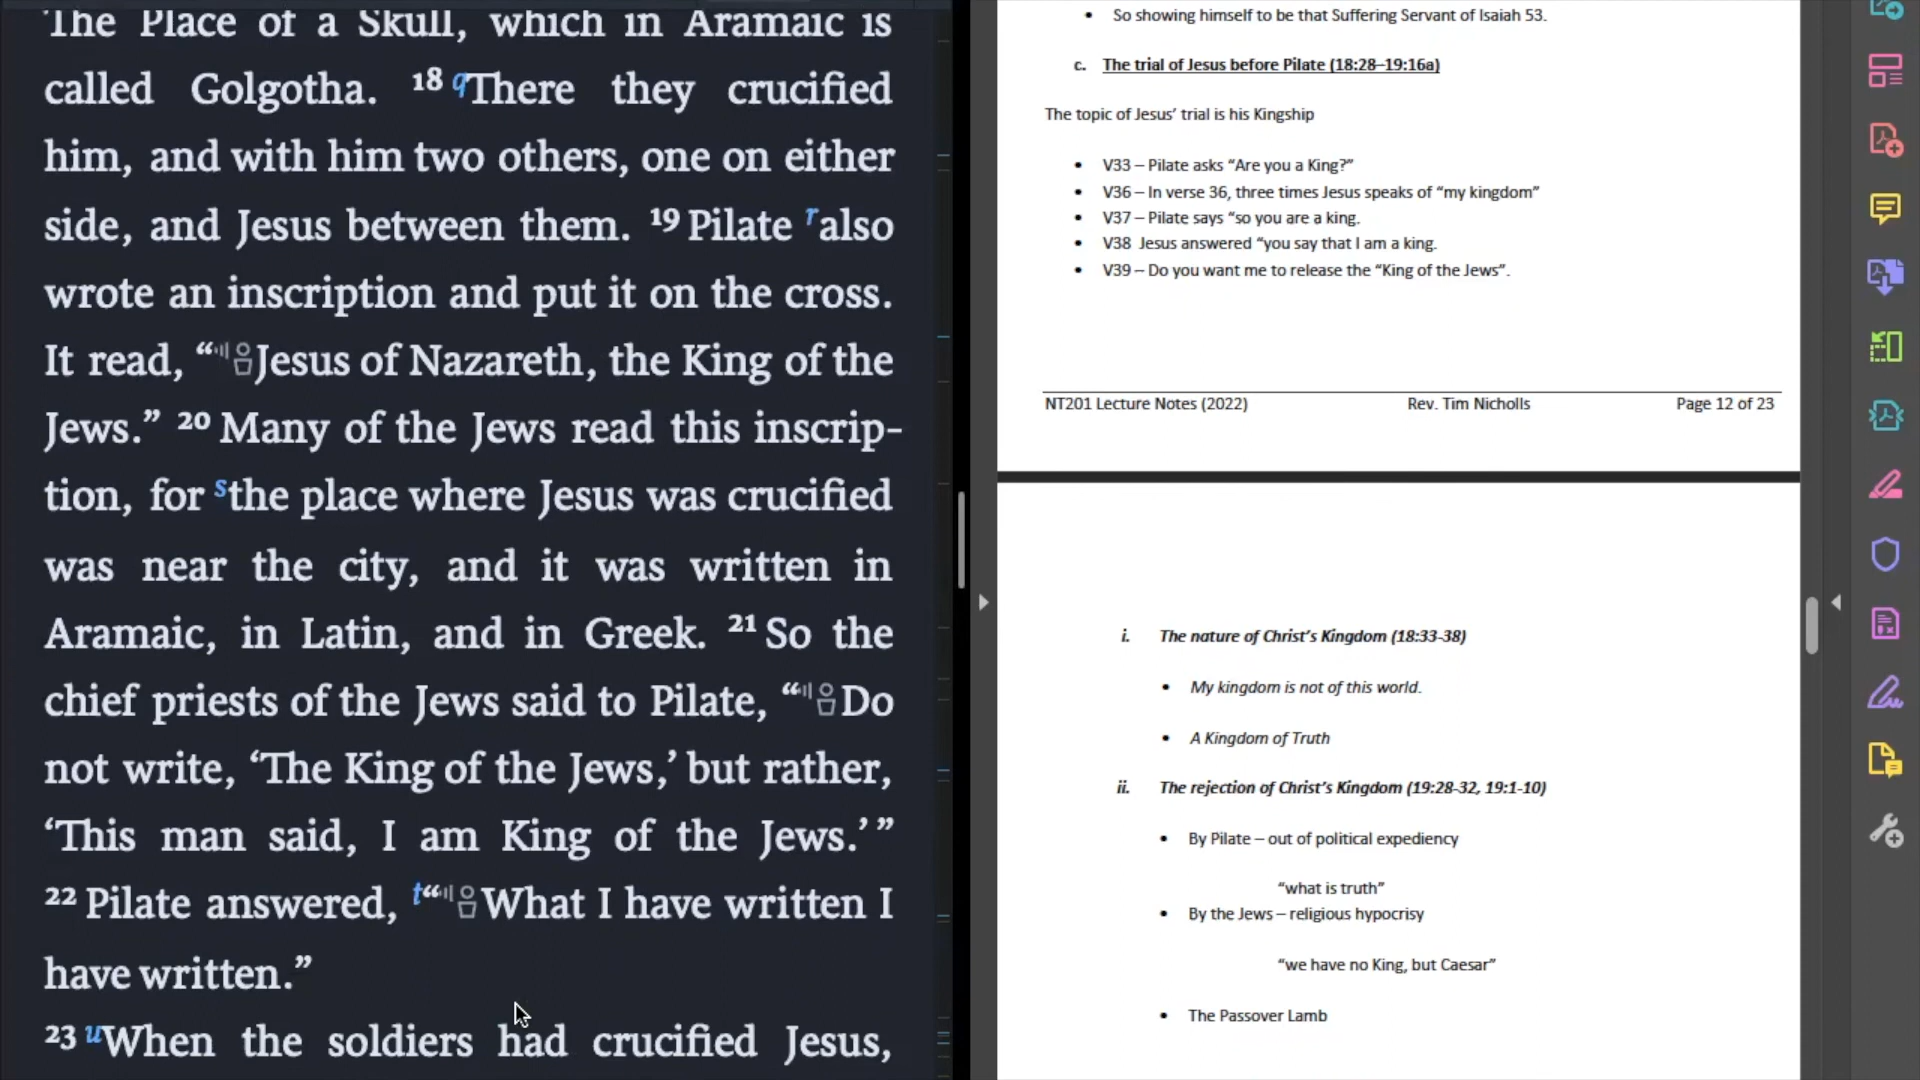 The Place of a Skull, which in Aramaic is
called Golgotha. 18 qThere they crucified
him, and with him two others, one on either
side, and Jesus between them. 19 Pilate ralso
wrote an inscription and put it on the cross.
It read, “Jesus of Nazareth, the King of the
Jews.” 20 Many of the Jews read this inscrip-
tion, for sthe place where Jesus was crucified
was near the city, and it was written in
Aramaic, in Latin, and in Greek. 21 So the
chief priests of the Jews said to Pilate, “Do
not write, ‘The King of the Jews,’ but rather,
‘This man said, I am King of the Jews.’”
22 Pilate answered, t“What I have written I
have written.”
23 uWhen the soldiers had crucified Jesus,
• So showing himself to be that Suffering Servant of Isaiah 53.
c. The trial of Jesus before Pilate (18:28–19:16a)
The topic of Jesus’ trial is his Kingship
• V33 – Pilate asks “Are you a King?”
• V36 – In verse 36, three times Jesus speaks of “my kingdom”
• V37 – Pilate says “so you are a king.
• V38 Jesus answered “you say that I am a king.
• V39 – Do you want me to release the “King of the Jews”.
NT201 Lecture Notes (2022) Rev. Tim Nicholls Page 12 of 23
i. The nature of Christ’s Kingdom (18:33-38)
• My kingdom is not of this world.
• A Kingdom of Truth
ii. The rejection of Christ’s Kingdom (19:28-32, 19:1-10)
• By Pilate – out of political expediency
“what is truth”
• By the Jews – religious hypocrisy
“we have no King, but Caesar”
• The Passover Lamb